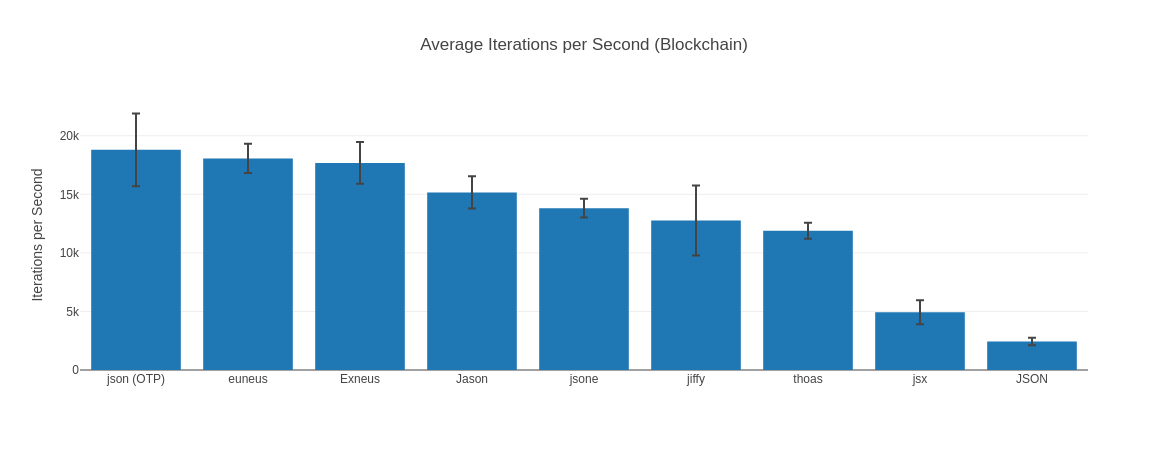 Average Iterations per Second (Blockchain)
Iterations per Second
20k
15k
10k
5k
0
json (OTP) euneus Exneus Jason jsone jiffy thoas jsx JSON